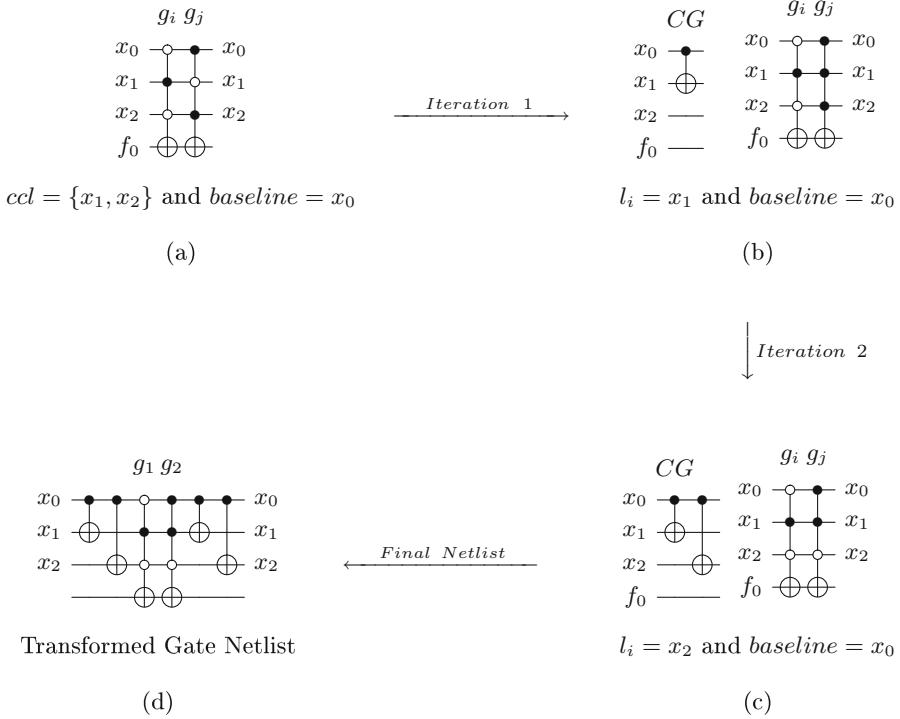 g_i g_j
x_0 x_0
x_1 x_1
x_2 x_2
f_0
ccl = {x_1, x_2} and baseline = x_0
(a)
Iteration 1
CG
x_0
x_1
x_2
f_0
g_i g_j
x_0 x_0
x_1 x_1
x_2 x_2
f_0
l_i = x_1 and baseline = x_0
(b)
Iteration 2
CG
x_0
x_1
x_2
f_0
g_i g_j
x_0 x_0
x_1 x_1
x_2 x_2
f_0
l_i = x_2 and baseline = x_0
(c)
Final Netlist
g_1 g_2
x_0 x_0
x_1 x_1
x_2 x_2
Transformed Gate Netlist
(d)